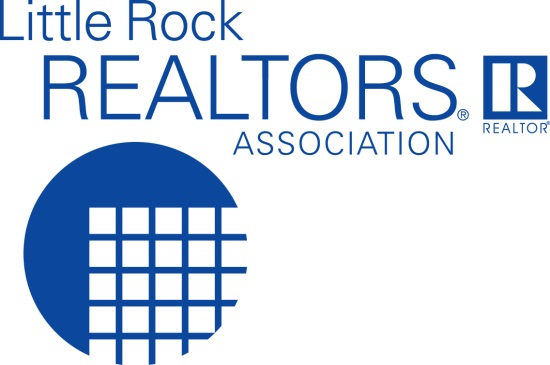 Little Rock
REALTORS®
ASSOCIATION
R
REALTOR®